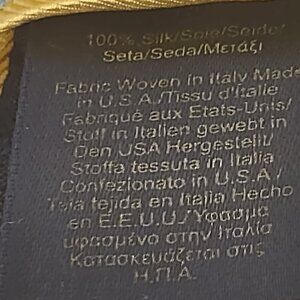 100% Silk/Soie/Seide/
Seta/Seda/Μετάξι
Fabric Woven in Italy Made
in U.S.A./Tissu d'Italie
Fabriqué aux Etats-Unis/
Stoff in Italien gewebt in
Den USA Hergestellt/
Stoffa tessuta in Italia
Confezionato in U.S.A/
Tela tejida en Italia Hecho
en E.E.U.U./Υφασμα
υφασμένο στην Ιταλία
Κατασκευάζεται στις
Η.Π.Α.